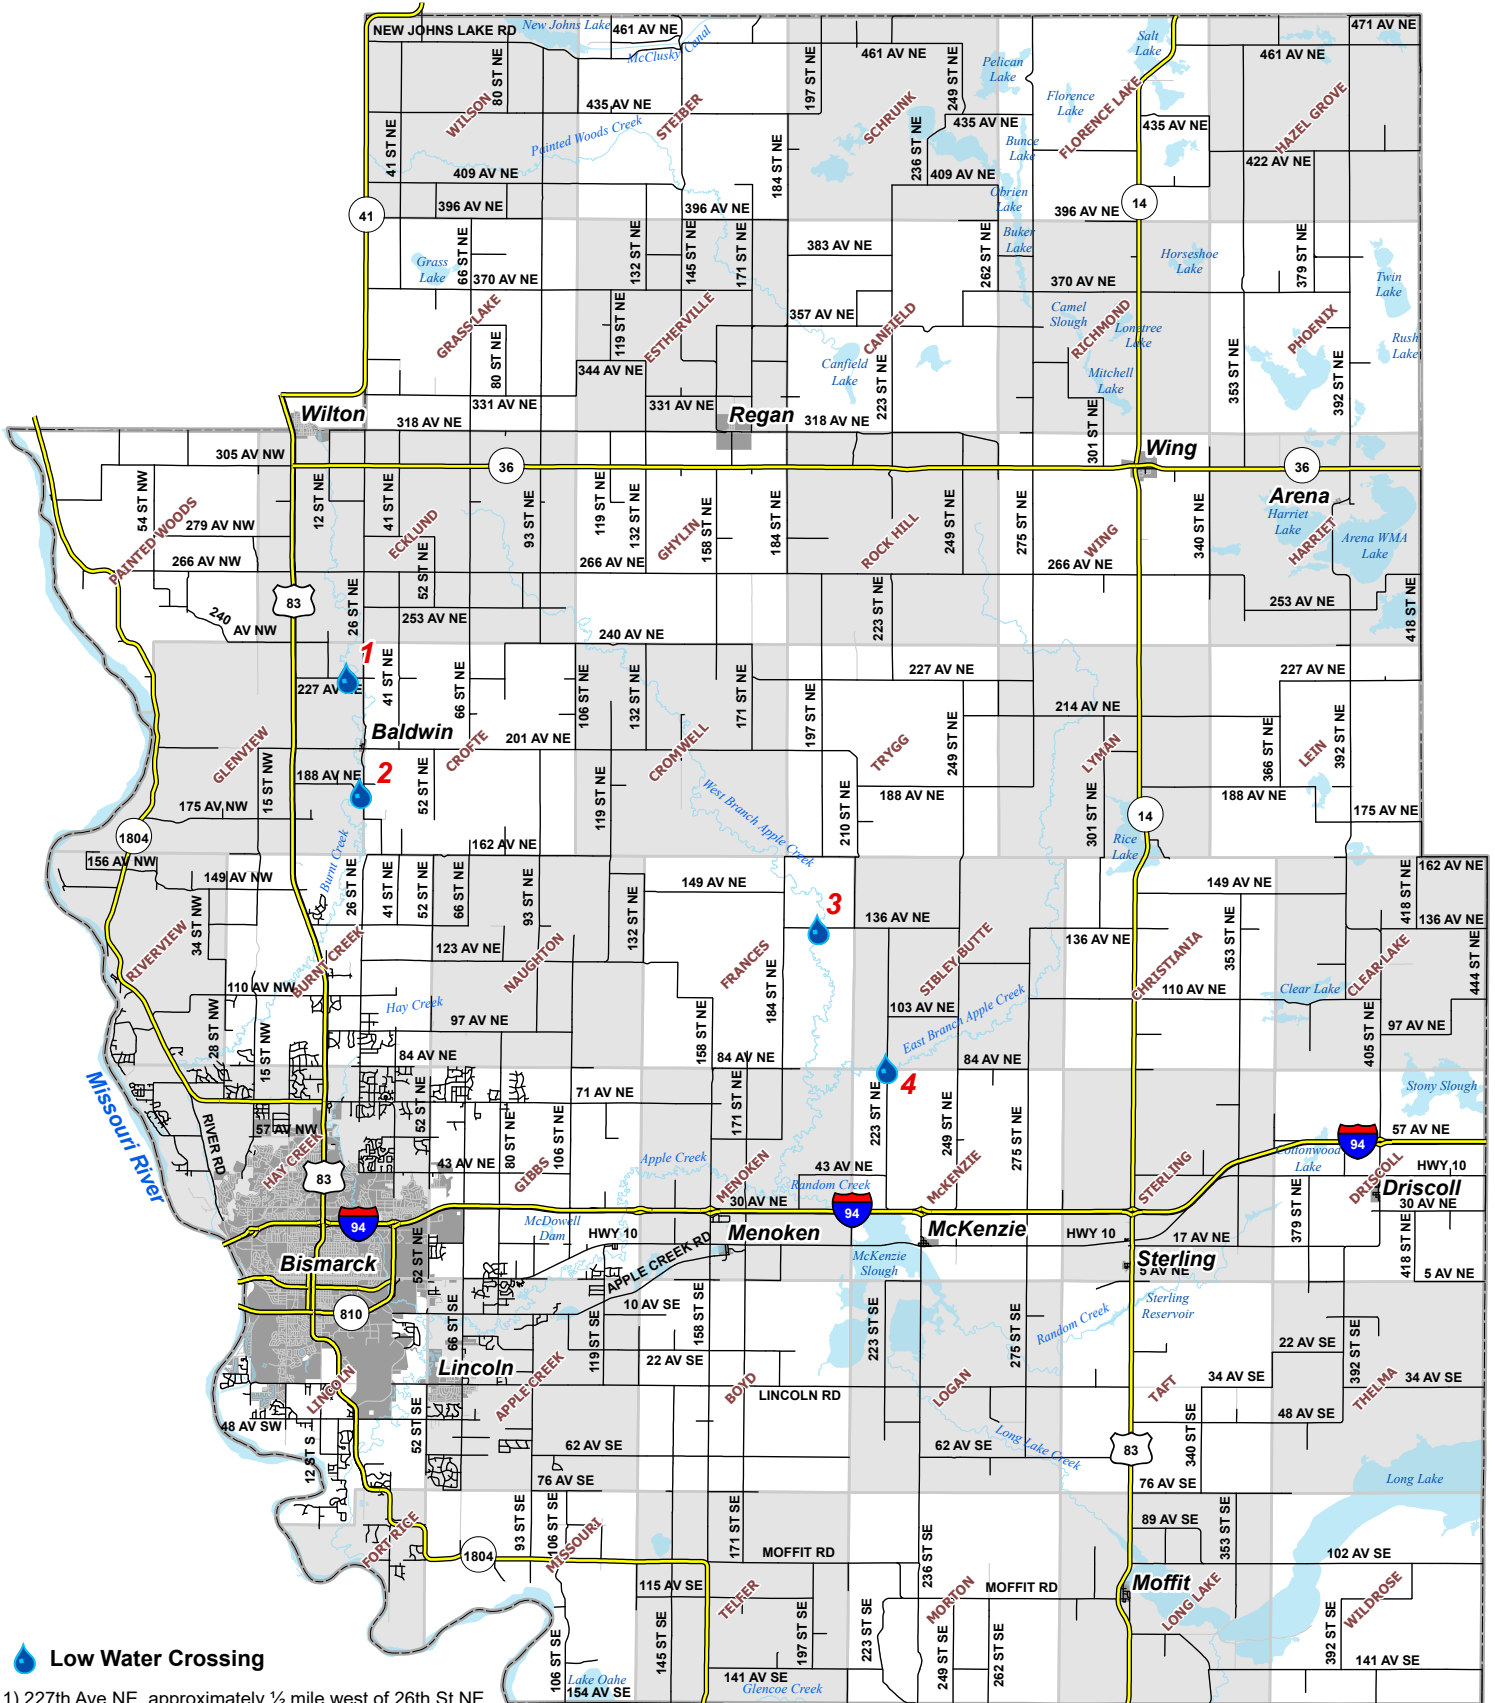 NEW JOHNS LAKE RD
New Johns Lake
461 AV NE
McClusky Canal
Salt
Lake
471 AV NE
461 AV NE
461 AV NE
80 ST NE
197 ST NE
249 ST NE
Pelican
Lake
WILSON
435 AV NE
STEIBER
SCHRUNK
Florence
Lake
FLORENCE LAKE
HAZEL GROVE
435 AV NE
435 AV NE
Painted Woods Creek
41 ST NE
184 ST NE
236 ST NE
Bunce
Lake
422 AV NE
409 AV NE
409 AV NE
Obrien
Lake
41
396 AV NE
396 AV NE
396 AV NE
14
66 ST NE
132 ST NE
145 ST NE
171 ST NE
383 AV NE
262 ST NE
Buker
Lake
Horseshoe
Lake
379 ST NE
Grass
Lake
370 AV NE
370 AV NE
Twin
Lake
GRASS LAKE
119 ST NE
ESTHERVILLE
357 AV NE
CANFIELD
Camel
Slough
RICHMOND
Lonetree
Lake
PHOENIX
Rush
Lake
80 ST NE
344 AV NE
Canfield
Lake
223 ST NE
Mitchell
Lake
353 ST NE
392 ST NE
Wilton
331 AV NE
331 AV NE
Regan
318 AV NE
318 AV NE
301 ST NE
Wing
305 AV NW
36
36
Arena
54 ST NW
12 ST NE
41 ST NE
93 ST NE
119 ST NE
132 ST NE
158 ST NE
184 ST NE
249 ST NE
275 ST NE
340 ST NE
Harriet
Lake
PAINTED WOODS
279 AV NW
ECKLUND
GHYLIN
ROCK HILL
WING
HARRIET
Arena WMA
Lake
266 AV NW
52 ST NE
266 AV NE
266 AV NE
83
26 ST NE
223 ST NE
253 AV NE
418 ST NE
240
AV NW
253 AV NE
240 AV NE
1
227 AV NE
41 ST NE
66 ST NE
106 ST NE
132 ST NE
171 ST NE
197 ST NE
227 AV NE
227 AV NE
214 AV NE
Baldwin
201 AV NE
GLENVIEW
CROFTE
CROMWELL
TRYGG
249 ST NE
LYMAN
366 ST NE
LEIN
392 ST NE
15 ST NW
188 AV NE
2
52 ST NE
119 ST NE
West Branch Apple Creek
210 ST NE
188 AV NE
301 ST NE
188 AV NE
175 AV NW
175 AV NE
1804
14
162 AV NE
Rice
Lake
156 AV NW
Burnt Creek
162 AV NE
149 AV NW
26 ST NE
41 ST NE
52 ST NE
66 ST NE
93 ST NE
149 AV NE
149 AV NE
418 ST NE
3
34 ST NW
132 ST NE
136 AV NE
136 AV NE
136 AV NE
RIVERVIEW
BURNT CREEK
123 AV NE
NAUGHTON
FRANCES
SIBLEY BUTTE
CHRISTIANIA
353 ST NE
CLEAR LAKE
444 ST NE
110 AV NW
Hay Creek
184 ST NE
110 AV NE
Clear Lake
28 ST NW
97 AV NE
158 ST NE
103 AV NE
East Branch Apple Creek
405 ST NE
97 AV NE
15 ST NW
84 AV NE
84 AV NE
84 AV NE
4
Missouri River
71 AV NE
171 ST NE
223 ST NE
249 ST NE
275 ST NE
Stony Slough
RIVER RD
57 AV NW
52 ST NE
80 ST NE
106 ST NE
57 AV NE
94
HAY CREEK
43 AV NE
GIBBS
Apple Creek
MENOKEN
43 AV NE
McKENZIE
STERLING
Cottonwood
Lake
DRISCOLL
HWY 10
83
Random Creek
Driscoll
30 AV NE
94
30 AV NE
94
McDowell
Dam
HWY 10
Menoken
McKenzie
HWY 10
17 AV NE
379 ST NE
418 ST NE
Bismarck
52 ST NE
APPLE CREEK RD
McKenzie
Slough
Sterling
5 AV NE
5 AV NE
810
66 ST SE
10 AV SE
158 ST SE
Sterling
Reservoir
Random Creek
119 ST SE
223 ST SE
275 ST SE
22 AV SE
22 AV SE
392 ST SE
Lincoln
LINCOLN
APPLE CREEK
BOYD
LINCOLN RD
LOGAN
TAFT
34 AV SE
THELMA
34 AV SE
48 AV SW
52 ST SE
48 AV SE
12 ST S
62 AV SE
62 AV SE
Long Lake Creek
83
340 ST SE
76 AV SE
76 AV SE
Long Lake
FORT RICE
93 ST SE
106 ST SE
MISSOURI
171 ST SE
89 AV SE
353 ST SE
1804
MOFFIT RD
236 ST SE
102 AV SE
115 AV SE
TELFER
MOFFIT RD
MORTON
Moffit
LONG LAKE
WILDROSE
106 ST SE
145 ST SE
197 ST SE
223 ST SE
249 ST SE
262 ST SE
392 ST SE
Low Water Crossing
Lake Oahe
154 AV SE
141 AV SE
Glencoe Creek
141 AV SE
1) 227th Ave NE, approximately ½ mile west of 26th St NE